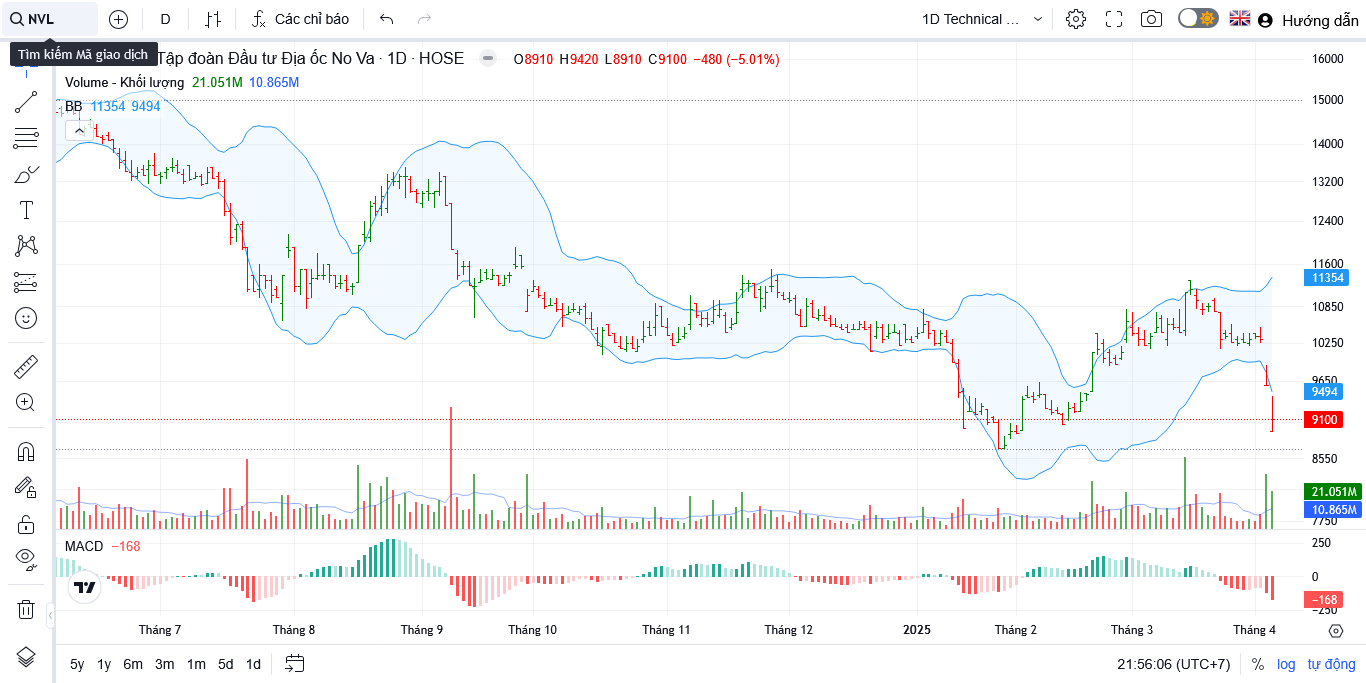 NVL D Các chỉ báo 1D Technical ... Hướng dẫn
Tìm kiếm Mã giao dịch
Tập đoàn Đầu tư Địa ốc No Va · 1D · HOSE O8910 H9420 L8910 C9100 −480 (−5.01%)
Volume - Khối lượng 21.051M 10.865M
BB 11354 9494
16000
15000
14000
13200
12400
11600
11354
10850
10250
9650
9494
9100
8550
21.051M
10.865M
7750
MACD −168
250
0
−168
−250
Tháng 7 Tháng 8 Tháng 9 Tháng 10 Tháng 11 Tháng 12 2025 Tháng 2 Tháng 3 Tháng 4
5y 1y 6m 3m 1m 5d 1d 21:56:06 (UTC+7) % log tự động